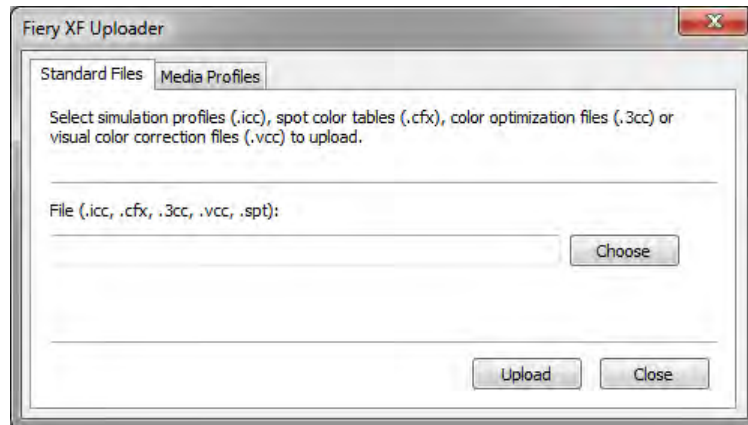 Fiery XF Uploader
Standard Files
Media Profiles
Select simulation profiles (.icc), spot color tables (.cfx), color optimization files (.3cc) or
visual color correction files (.vcc) to upload.
File (.icc, .cfx, .3cc, .vcc, .spt):
Choose
Upload
Close